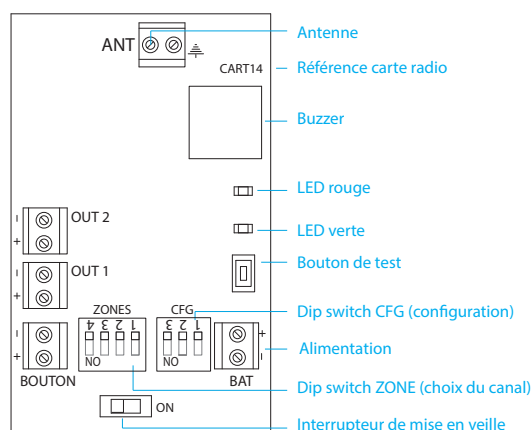 Antenne
ANT
CART14
Référence carte radio
Buzzer
LED rouge
LED verte
Bouton de test
- OUT 2
+
- OUT 1
+
ZONES
CFG
Dip switch CFG (configuration)
4 3 2 1
3 2 1
NO
NO
-
+
+
-
Alimentation
BOUTON
BAT
Dip switch ZONE (choix du canal)
ON
Interrupteur de mise en veille